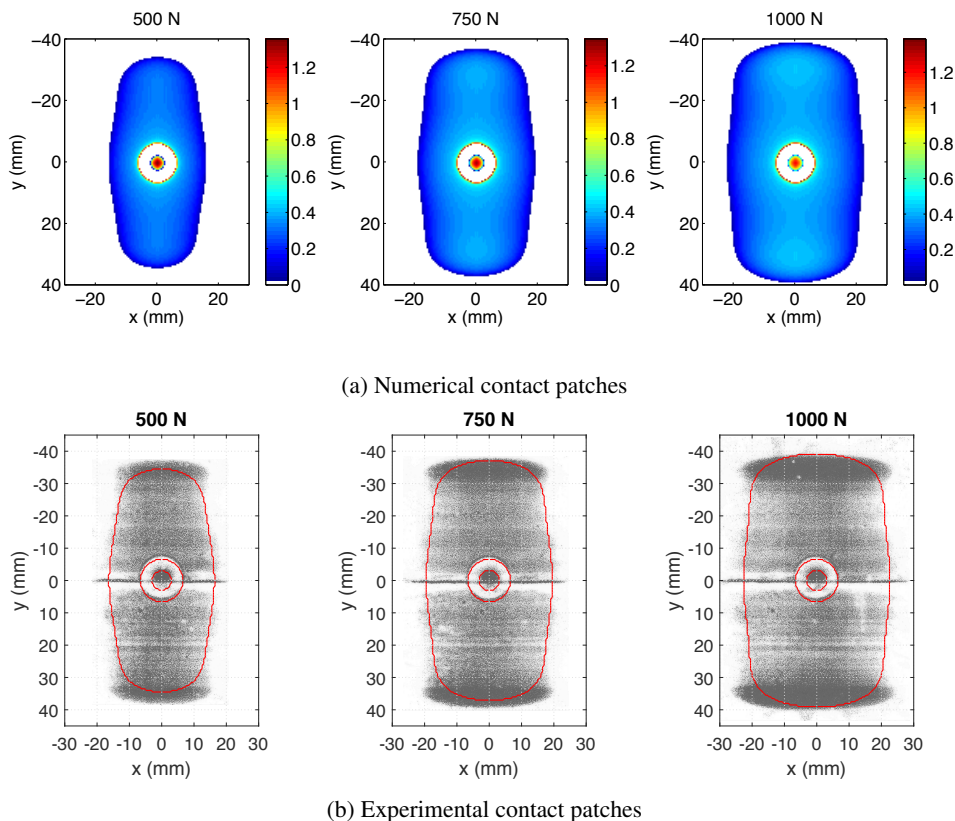 500 N 750 N 1000 N
−40 −20 0 20 40
y (mm)
−20 0 20
x (mm)
1.2 1 0.8 0.6 0.4 0.2 0
−40 −20 0 20 40
y (mm)
−20 0 20
x (mm)
1.2 1 0.8 0.6 0.4 0.2 0
−40 −20 0 20 40
y (mm)
−20 0 20
x (mm)
1.2 1 0.8 0.6 0.4 0.2 0
(a) Numerical contact patches
500 N 750 N 1000 N
-40 -30 -20 -10 0 10 20 30 40
y (mm)
-30 -20 -10 0 10 20 30
x (mm)
-40 -30 -20 -10 0 10 20 30 40
y (mm)
-30 -20 -10 0 10 20 30
x (mm)
-40 -30 -20 -10 0 10 20 30 40
y (mm)
-30 -20 -10 0 10 20 30
x (mm)
(b) Experimental contact patches